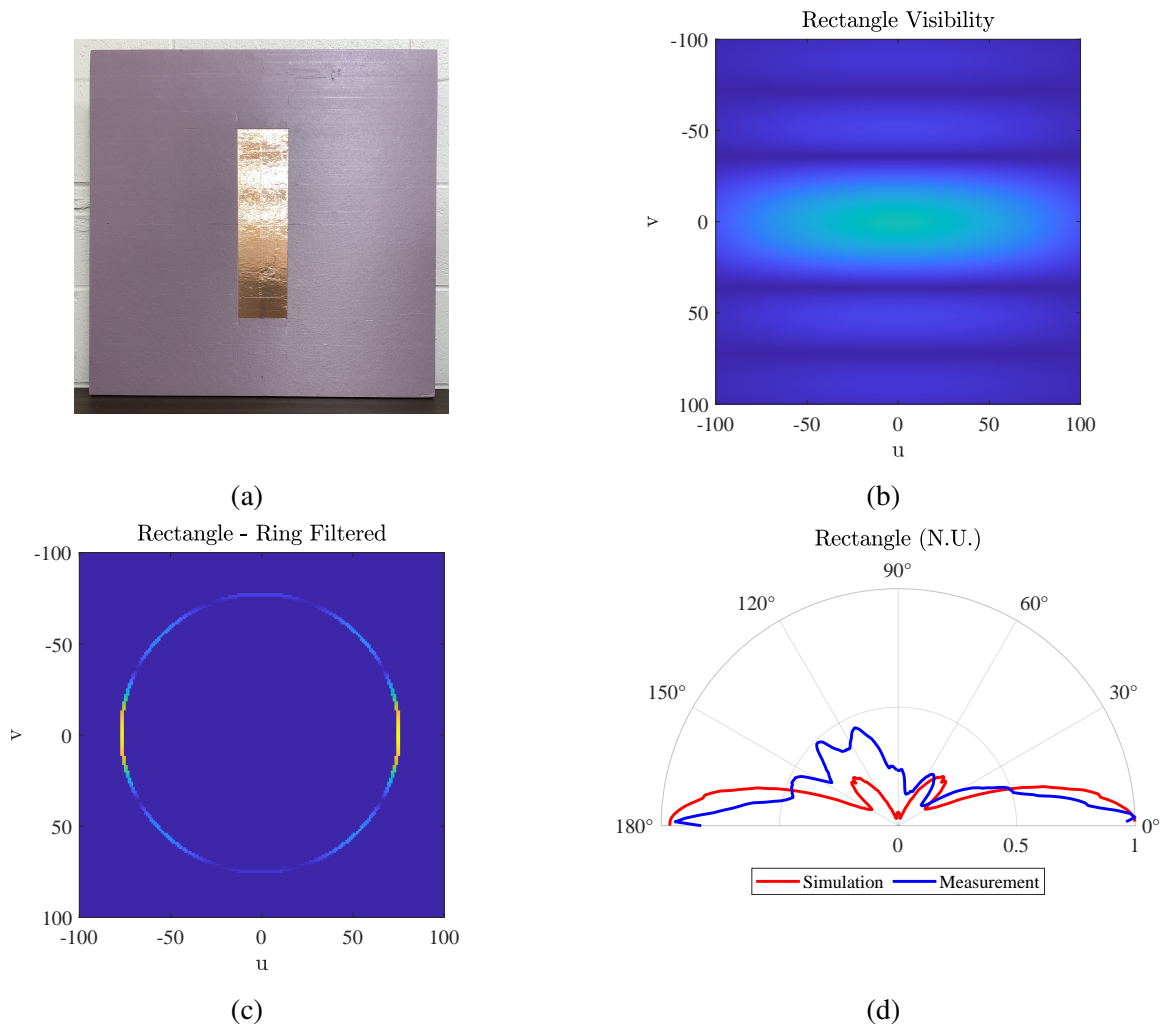 Rectangle Visibility
-100
-50
0
50
100
v
-100
-50
0
50
100
u
(a)
(b)
Rectangle - Ring Filtered
-100
-50
0
50
100
v
-100
-50
0
50
100
u
(c)
Rectangle (N.U.)
90°
120°
60°
150°
30°
180°
0°
0
0.5
1
Simulation
Measurement
(d)